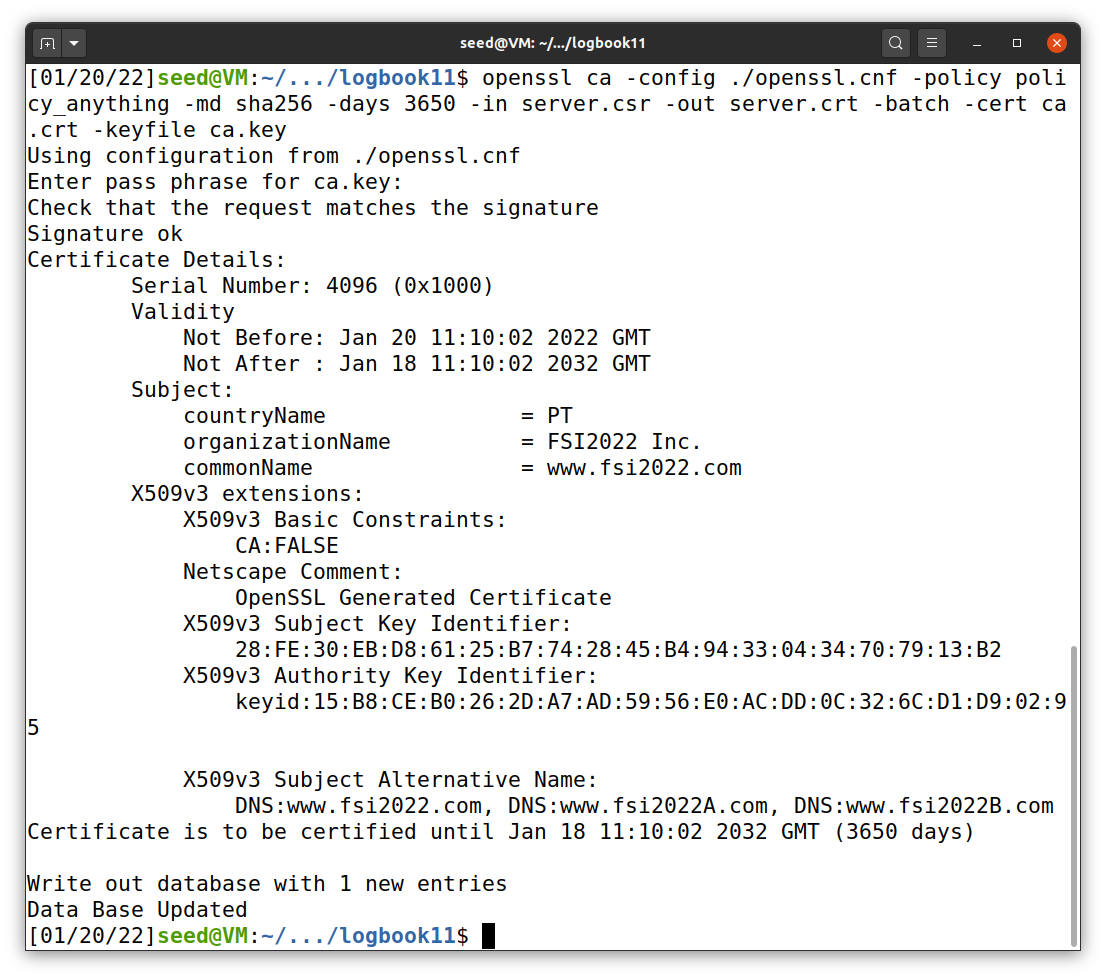 seed@VM: ~/.../logbook11
[01/20/22]seed@VM:~/.../logbook11$ openssl ca -config ./openssl.cnf -policy poli
cy_anything -md sha256 -days 3650 -in server.csr -out server.crt -batch -cert ca
.crt -keyfile ca.key
Using configuration from ./openssl.cnf
Enter pass phrase for ca.key:
Check that the request matches the signature
Signature ok
Certificate Details:
        Serial Number: 4096 (0x1000)
        Validity
            Not Before: Jan 20 11:10:02 2022 GMT
            Not After : Jan 18 11:10:02 2032 GMT
        Subject:
            countryName               = PT
            organizationName          = FSI2022 Inc.
            commonName                = www.fsi2022.com
        X509v3 extensions:
            X509v3 Basic Constraints:
                CA:FALSE
            Netscape Comment:
                OpenSSL Generated Certificate
            X509v3 Subject Key Identifier:
                28:FE:30:EB:D8:61:25:B7:74:28:45:B4:94:33:04:34:70:79:13:B2
            X509v3 Authority Key Identifier:
                keyid:15:B8:CE:B0:26:2D:A7:AD:59:56:E0:AC:DD:0C:32:6C:D1:D9:02:9
5
            X509v3 Subject Alternative Name:
                DNS:www.fsi2022.com, DNS:www.fsi2022A.com, DNS:www.fsi2022B.com
Certificate is to be certified until Jan 18 11:10:02 2032 GMT (3650 days)
Write out database with 1 new entries
Data Base Updated
[01/20/22]seed@VM:~/.../logbook11$